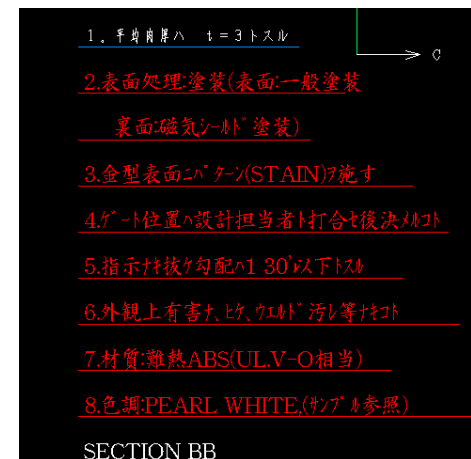 1。平均肉厚ハ t=3トスル
C
2.表面処理:塗装(表面:一般塗装
裏面:磁気シールド塗装)
3.金型表面ニパターン(STAIN)ヲ施す
4.ゲート位置ハ設計担当者ト打合セ後決メルコト
5.指示ナキ抜ケ勾配ハ1 30'以下トスル
6.外観上有害ナ、ヒケ、ウエルド汚レ等ナキコト
7.材質:難熱ABS(UL.V-O相当)
8.色調:PEARL WHITE,(サンプル参照)
SECTION BB